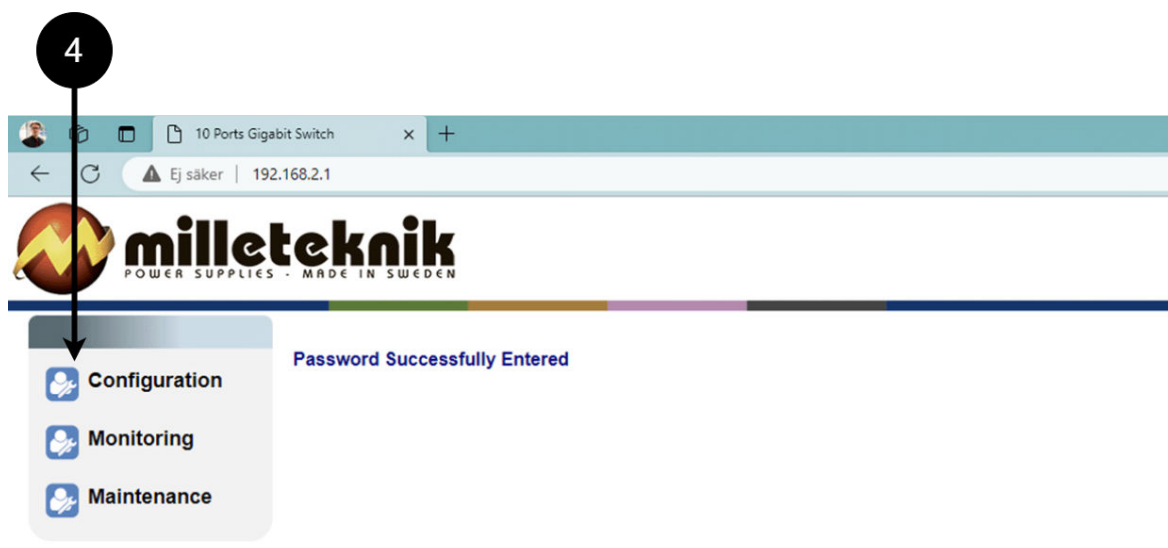 4
10 Ports Gigabit Switch
Ej säker | 192.168.2.1
milleteknik
POWER SUPPLIES - MADE IN SWEDEN
Password Successfully Entered
Configuration
Monitoring
Maintenance